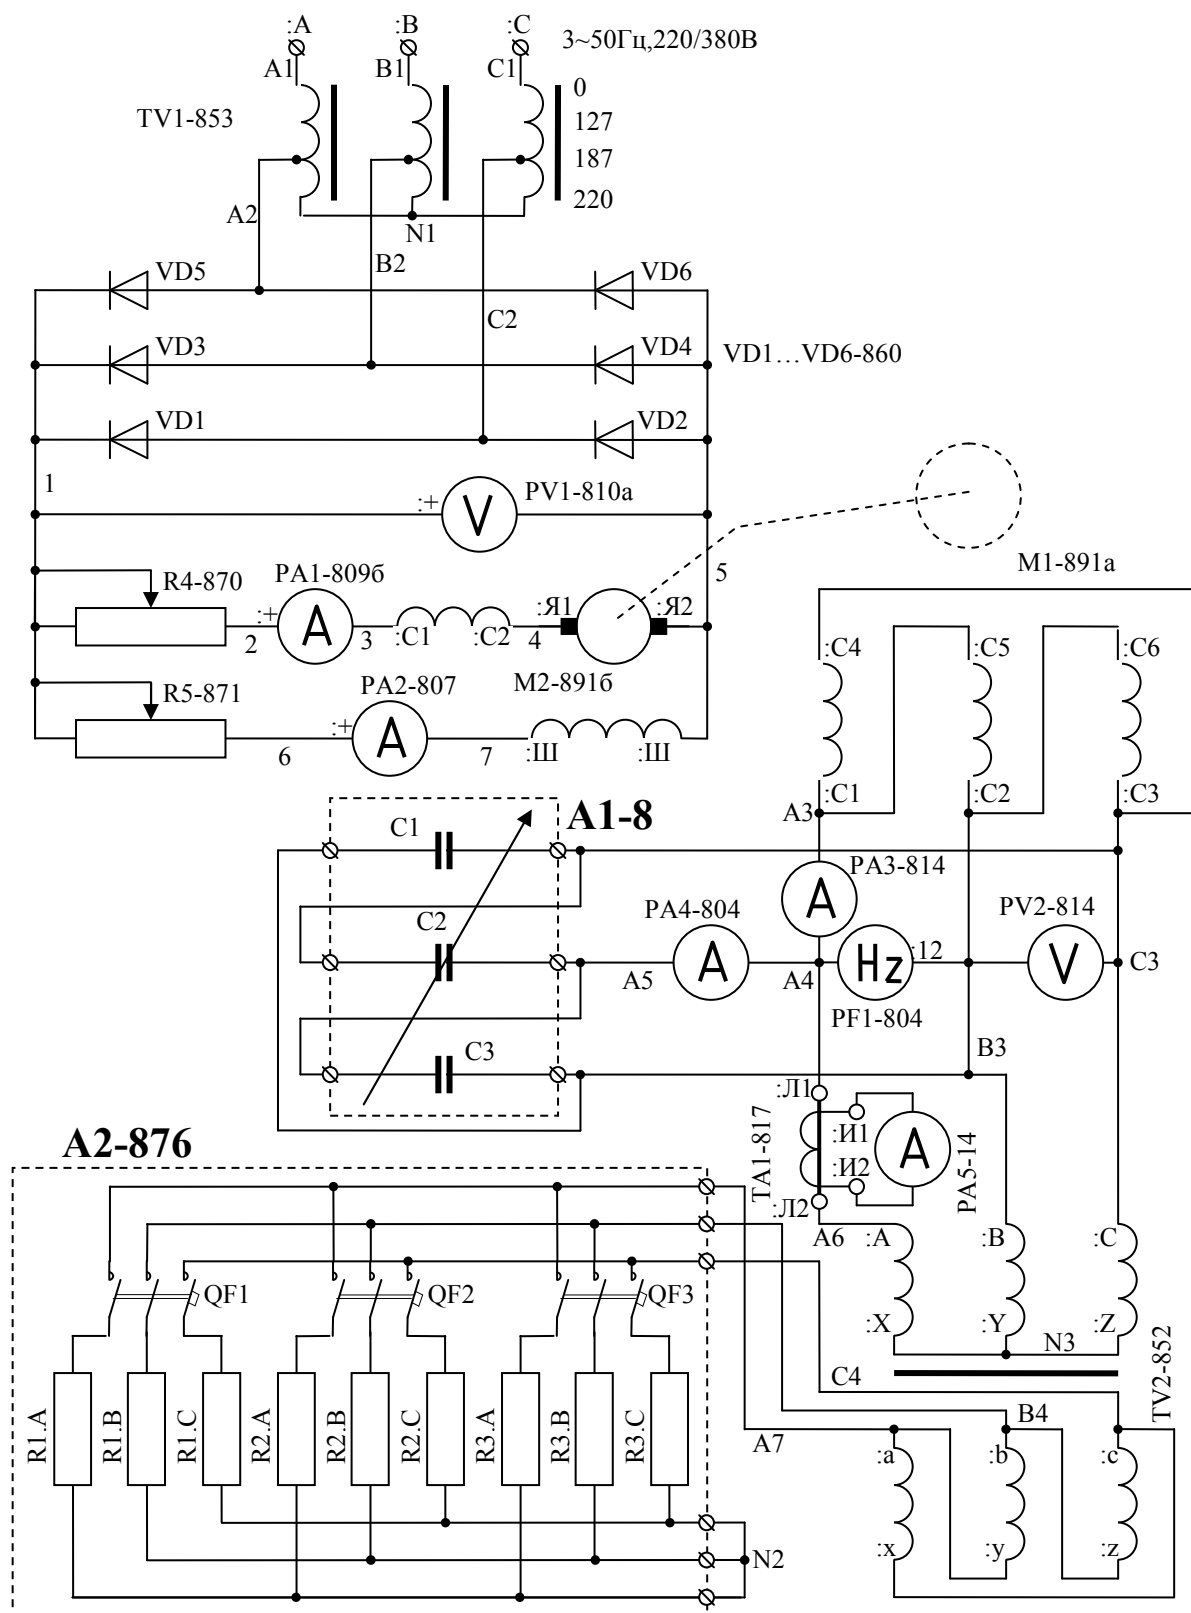 :A :B :C 3~50Гц,220/380В
A1 B1 C1 0
TV1-853 127
187
220
A2 N1
B2
VD5 VD6
C2
VD3 VD4 VD1...VD6-860
VD1 VD2
1 :+ V PV1-810а
5 М1-891а
R4-870 PA1-809б :Я1 :Я2
:+ A
2 3 :C1 :C2 4
М2-891б
:C4 :C5 :C6
R5-871 PA2-807
:+ A
6 7 :Ш :Ш
:C1 :C2 :C3
A3
A1-8
C1
PA3-814
A
C2 PA4-804 PV2-814
A Hz :12 V
A5 A4 C3
PF1-804
C3 B3
:Л1
TA1-817 :И1 A PA5-14
:И2
:Л2
A2-876
A6 :A :B :C
QF1 QF2 QF3
:X :Y :Z
N3
C4 TV2-852
B4
A7
R1.A R1.B R1.C R2.A R2.B R2.C R3.A R3.B R3.C
:a :b :c
:x :y :z
N2